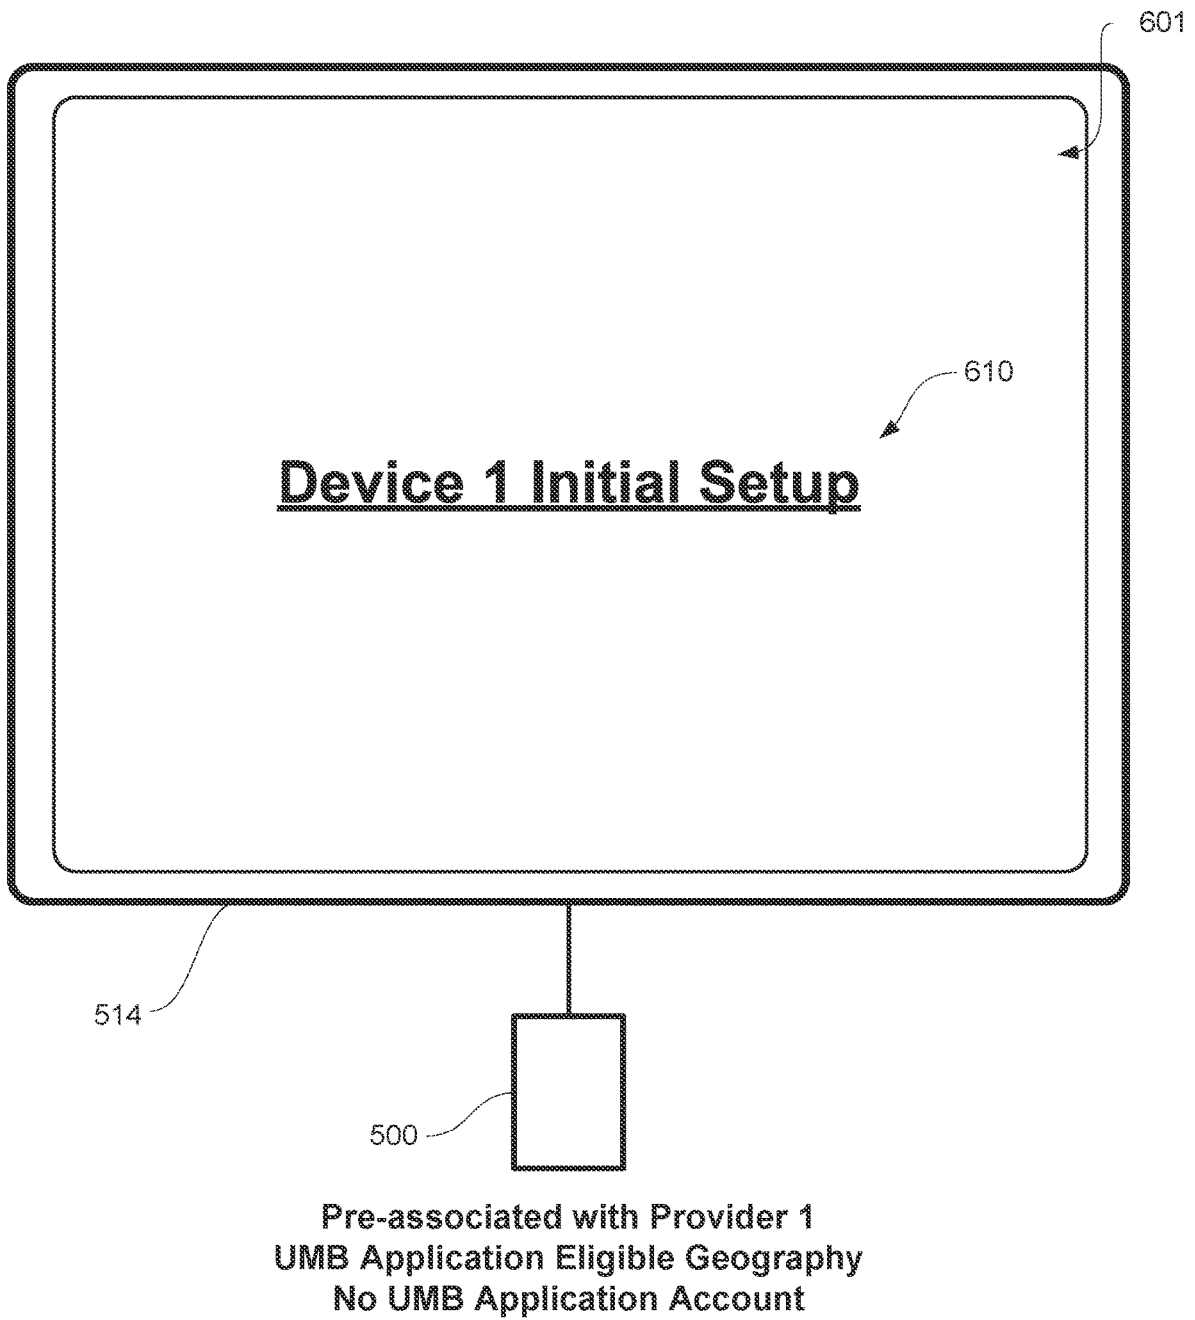 601
610
Device 1 Initial Setup
514
500
Pre-associated with Provider 1
UMB Application Eligible Geography
No UMB Application Account